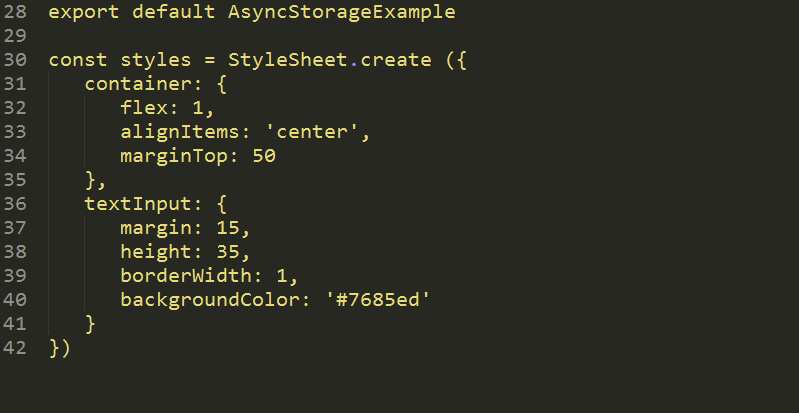 28 export default AsyncStorageExample
29
30 const styles = StyleSheet.create ({
31    container: {
32       flex: 1,
33       alignItems: 'center',
34       marginTop: 50
35    },
36    textInput: {
37       margin: 15,
38       height: 35,
39       borderWidth: 1,
40       backgroundColor: '#7685ed'
41    }
42 })